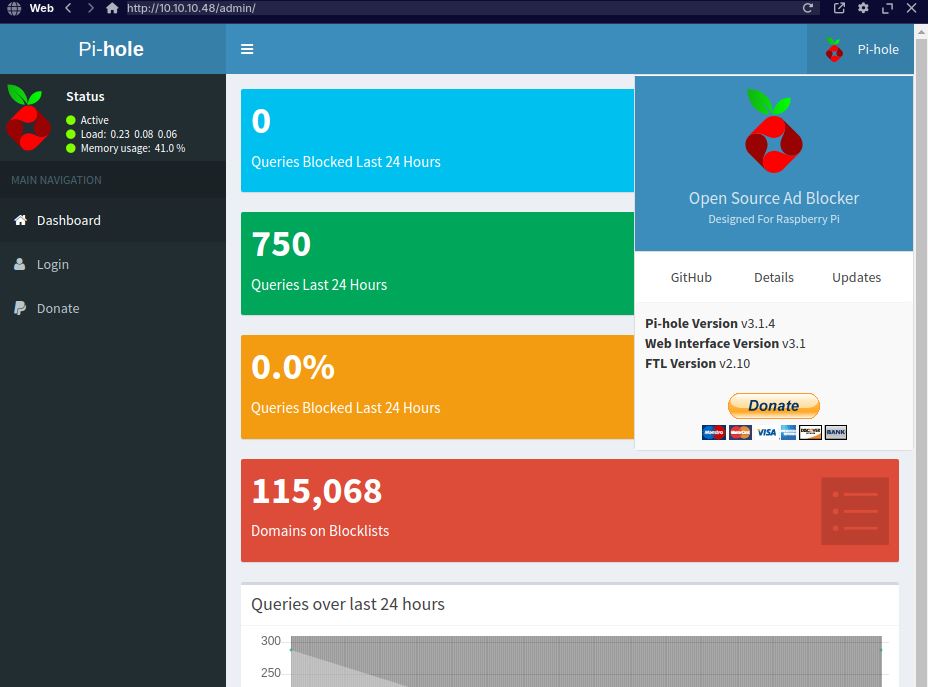 Web http://10.10.10.48/admin/
Pi-hole
Pi-hole
Status
Active
Load: 0.23 0.08 0.06
Memory usage: 41.0 %
MAIN NAVIGATION
Dashboard
Login
Donate
0
Queries Blocked Last 24 Hours
750
Queries Last 24 Hours
0.0%
Queries Blocked Last 24 Hours
115,068
Domains on Blocklists
Open Source Ad Blocker
Designed For Raspberry Pi
GitHub Details Updates
Pi-hole Version v3.1.4
Web Interface Version v3.1
FTL Version v2.10
Donate
VISA BANK
Queries over last 24 hours
300
250